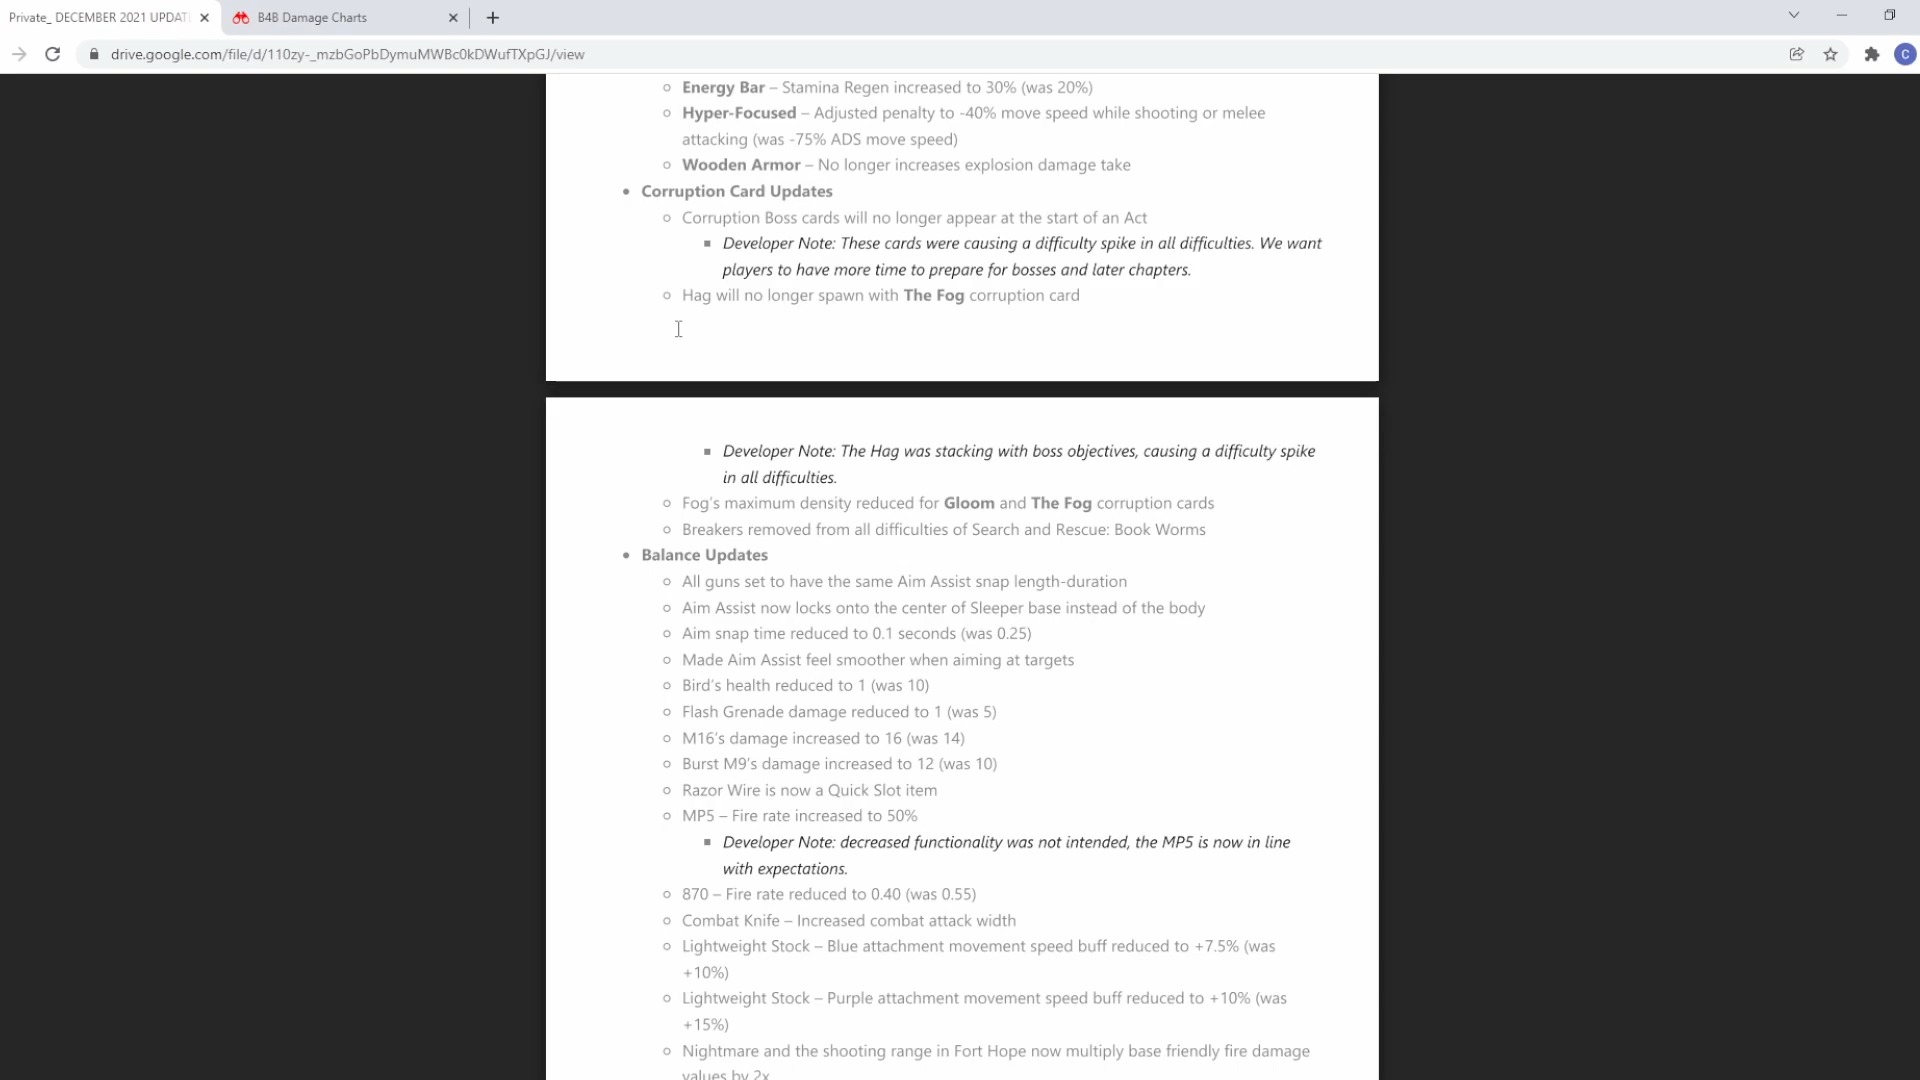 Private_ DECEMBER 2021 UPDAT
B4B Damage Charts
drive.google.com/file/d/110zy-_mzbGoPbDymuMWBc0kDWufTXpGJ/view
C
Energy Bar – Stamina Regen increased to 30% (was 20%)
Hyper-Focused – Adjusted penalty to -40% move speed while shooting or melee
attacking (was -75% ADS move speed)
Wooden Armor – No longer increases explosion damage take
Corruption Card Updates
Corruption Boss cards will no longer appear at the start of an Act
Developer Note: These cards were causing a difficulty spike in all difficulties. We want
players to have more time to prepare for bosses and later chapters.
Hag will no longer spawn with The Fog corruption card
Developer Note: The Hag was stacking with boss objectives, causing a difficulty spike
in all difficulties.
Fog's maximum density reduced for Gloom and The Fog corruption cards
Breakers removed from all difficulties of Search and Rescue: Book Worms
Balance Updates
All guns set to have the same Aim Assist snap length-duration
Aim Assist now locks onto the center of Sleeper base instead of the body
Aim snap time reduced to 0.1 seconds (was 0.25)
Made Aim Assist feel smoother when aiming at targets
Bird's health reduced to 1 (was 10)
Flash Grenade damage reduced to 1 (was 5)
M16's damage increased to 16 (was 14)
Burst M9's damage increased to 12 (was 10)
Razor Wire is now a Quick Slot item
MP5 – Fire rate increased to 50%
Developer Note: decreased functionality was not intended, the MP5 is now in line
with expectations.
870 – Fire rate reduced to 0.40 (was 0.55)
Combat Knife – Increased combat attack width
Lightweight Stock – Blue attachment movement speed buff reduced to +7.5% (was
+10%)
Lightweight Stock – Purple attachment movement speed buff reduced to +10% (was
+15%)
Nightmare and the shooting range in Fort Hope now multiply base friendly fire damage
values by 2x